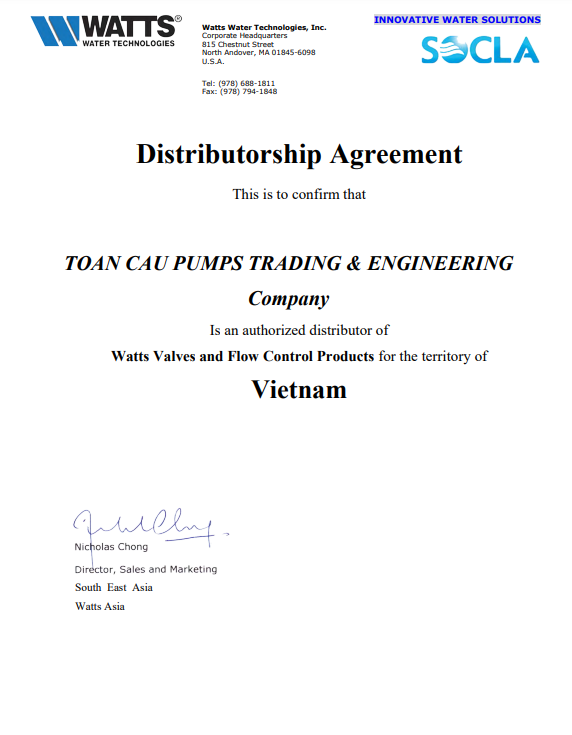 WATTS®
WATER TECHNOLOGIES
Watts Water Technologies, Inc.
Corporate Headquarters
815 Chestnut Street
North Andover, MA 01845-6098
U.S.A.
Tel: (978) 688-1811
Fax: (978) 794-1848
INNOVATIVE WATER SOLUTIONS
SOCLA
Distributorship Agreement
This is to confirm that
TOAN CAU PUMPS TRADING & ENGINEERING
Company
Is an authorized distributor of
Watts Valves and Flow Control Products for the territory of
Vietnam
Nicholas Chong
Director, Sales and Marketing
South East Asia
Watts Asia